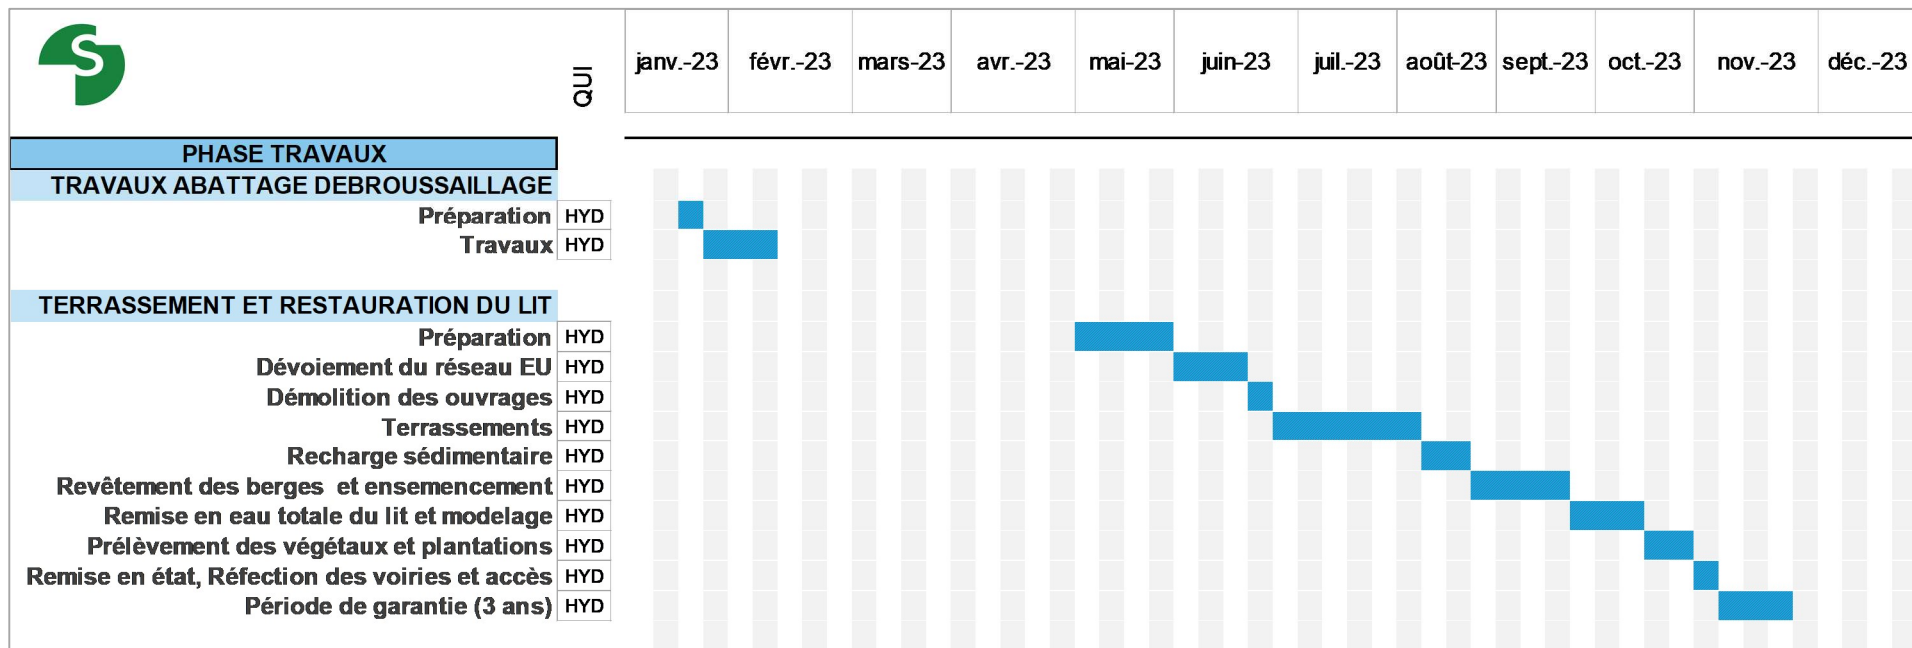 S
QUI
janv.-23 févr.-23 mars-23 avr.-23 mai-23 juin-23 juil.-23 août-23 sept.-23 oct.-23 nov.-23 déc.-23
PHASE TRAVAUX
TRAVAUX ABATTAGE DEBROUSSAILLAGE
Préparation HYD
Travaux HYD
TERRASSEMENT ET RESTAURATION DU LIT
Préparation HYD
Dévoiement du réseau EU HYD
Démolition des ouvrages HYD
Terrassements HYD
Recharge sédimentaire HYD
Revêtement des berges et ensemencement HYD
Remise en eau totale du lit et modelage HYD
Prélèvement des végétaux et plantations HYD
Remise en état, Réfection des voiries et accès HYD
Période de garantie (3 ans) HYD